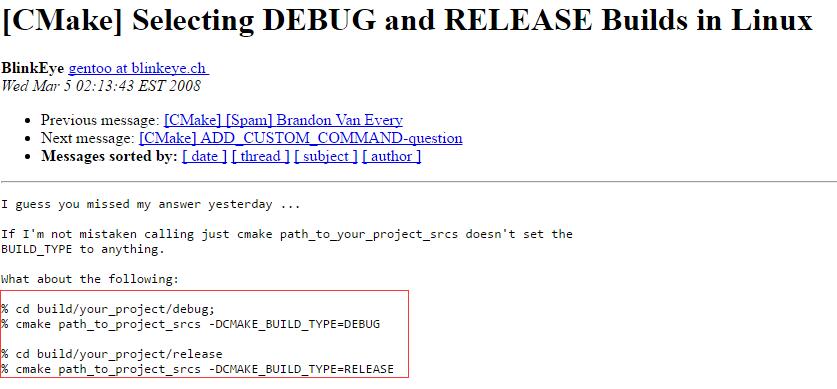 [CMake] Selecting DEBUG and RELEASE Builds in Linux
BlinkEye gentoo at blinkeye.ch
Wed Mar 5 02:13:43 EST 2008
• Previous message: [CMake] [Spam] Brandon Van Every
• Next message: [CMake] ADD_CUSTOM_COMMAND-question
• Messages sorted by: [ date ] [ thread ] [ subject ] [ author ]
I guess you missed my answer yesterday ...
If I'm not mistaken calling just cmake path_to_your_project_srcs doesn't set the
BUILD_TYPE to anything.
What about the following:
% cd build/your_project/debug;
% cmake path_to_project_srcs -DCMAKE_BUILD_TYPE=DEBUG
% cd build/your_project/release
% cmake path_to_project_srcs -DCMAKE_BUILD_TYPE=RELEASE